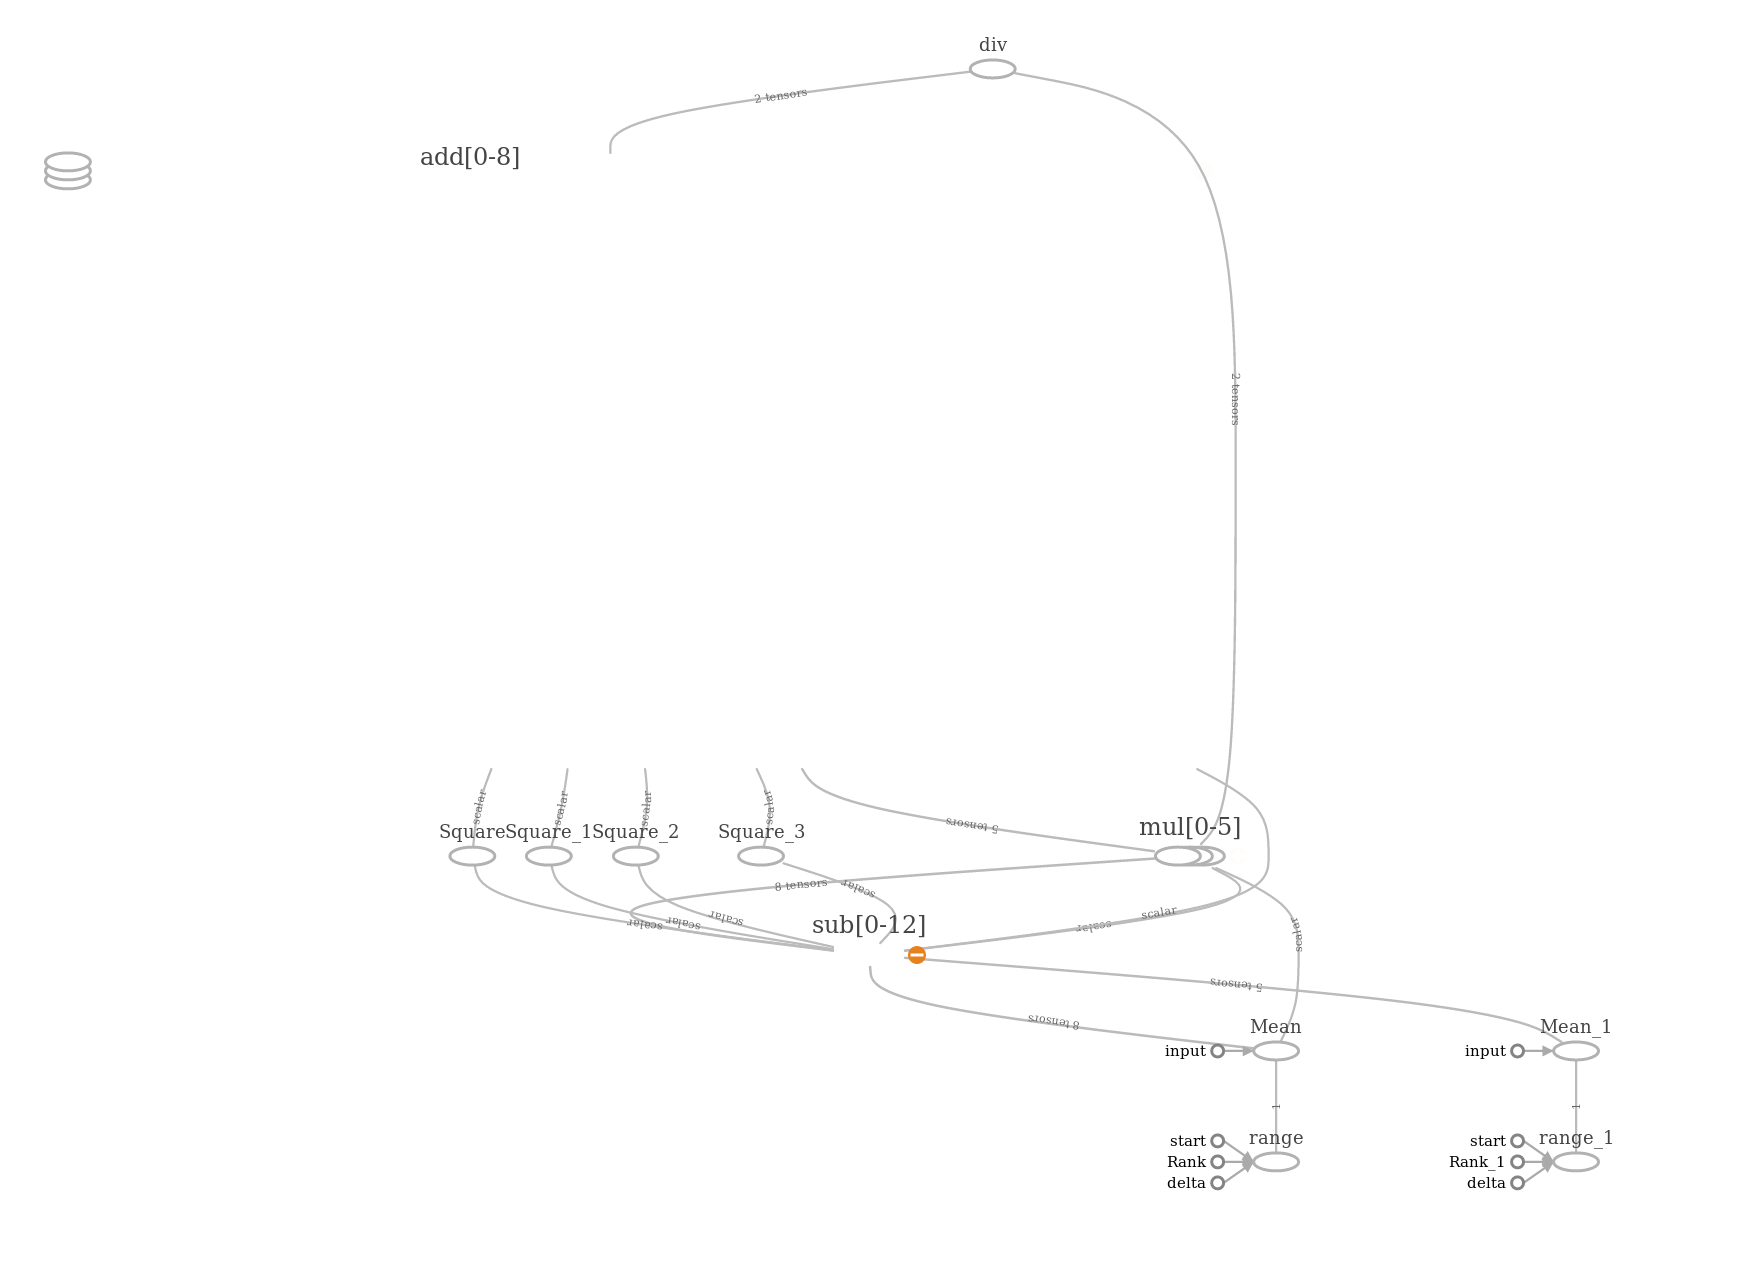 div
2 tensors
add[0-8]
2 tensors
scalar
scalar
scalar
scalar
5 tensors
Square
Square_1
Square_2
Square_3
mul[0-5]
8 tensors
scalar
scalar
scalar
scalar
scalar
scalar
scalar
sub[0-12]
5 tensors
8 tensors
Mean
Mean_1
input
input
1
1
start
range
start
range_1
Rank
Rank_1
delta
delta